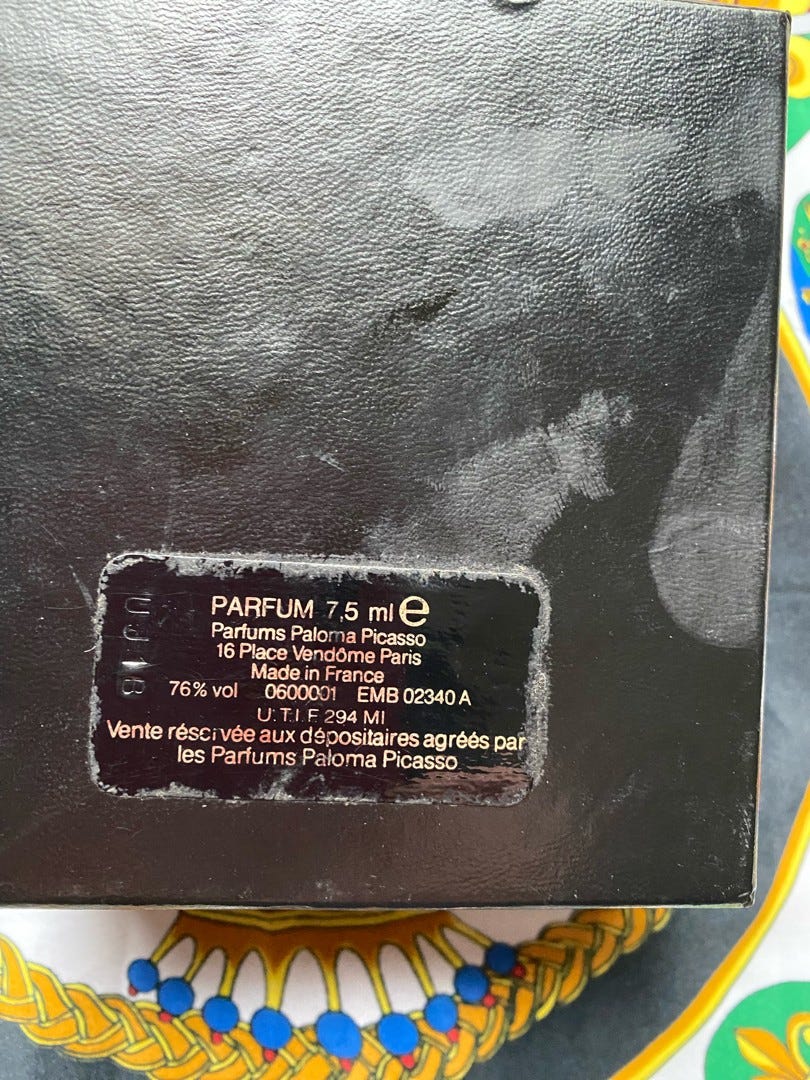 PARFUM 7,5 ml e
Parfums Paloma Picasso
16 Place Vendôme Paris
Made in France
76% vol 0600001 EMB 02340 A
U.T.I.F 294 MI
Vente réservée aux dépositaires agréés par
les Parfums Paloma Picasso